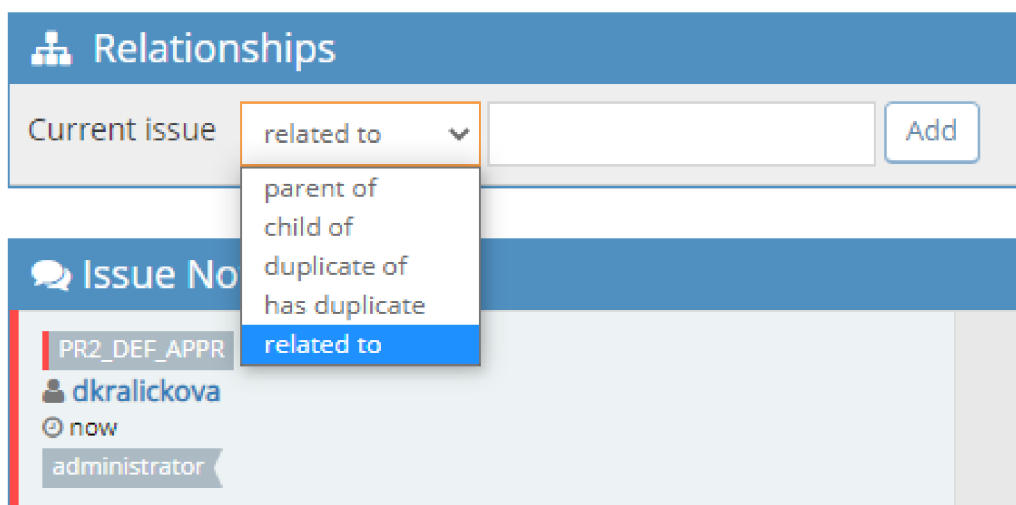 Relationships
Current issue related to Add
parent of
child of
duplicate of
has duplicate
related to
Issue No
PR2_DEF_APPR
dkralickova
now
administrator